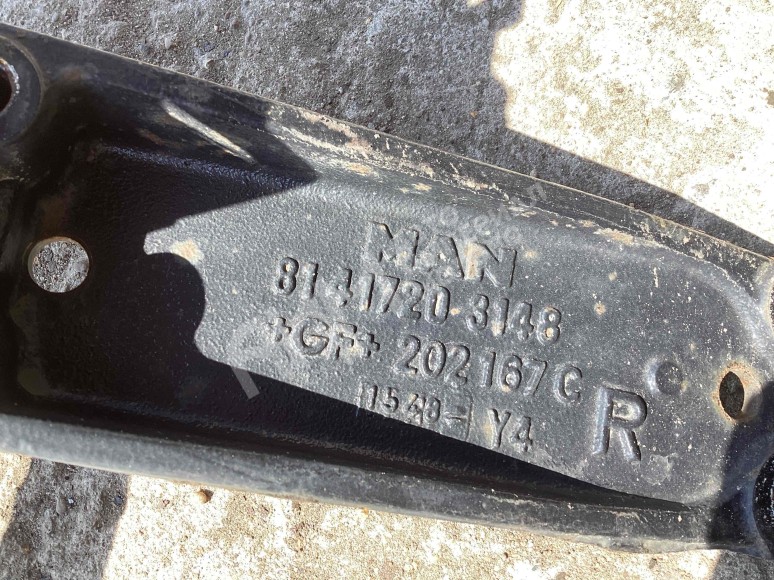 MAN
81·41720·3148
+GF+ 202167C
1548- Y4
R